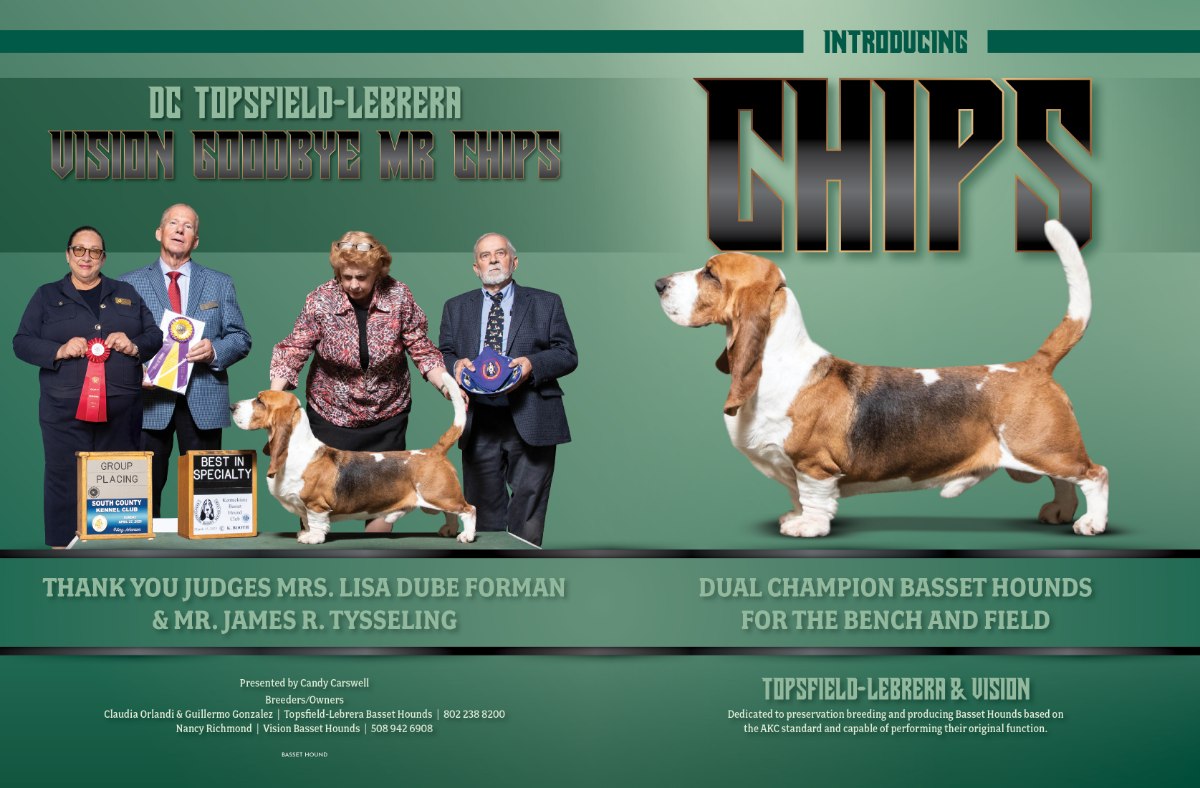 DC TOPSFIELD-LEBRERA
VISION GOODBYE MR CHIPS
GROUP
PLACING
SOUTH COUNTY
KENNEL CLUB
BEST IN
SPECIALTY
Basset
Hound
Club
K. BOOTH
THANK YOU JUDGES MRS. LISA DUBE FORMAN
& MR. JAMES R. TYSSELING
Presented by Candy Carswell
Breeders/Owners
Claudia Orlandi & Guillermo Gonzalez | Topsfield-Lebrera Basset Hounds | 802 238 8200
Nancy Richmond | Vision Basset Hounds | 508 942 6908
BASSET HOUND
INTRODUCING
CHIPS
DUAL CHAMPION BASSET HOUNDS
FOR THE BENCH AND FIELD
TOPSFIELD-LEBRERA & VISION
Dedicated to preservation breeding and producing Basset Hounds based on
the AKC standard and capable of performing their original function.